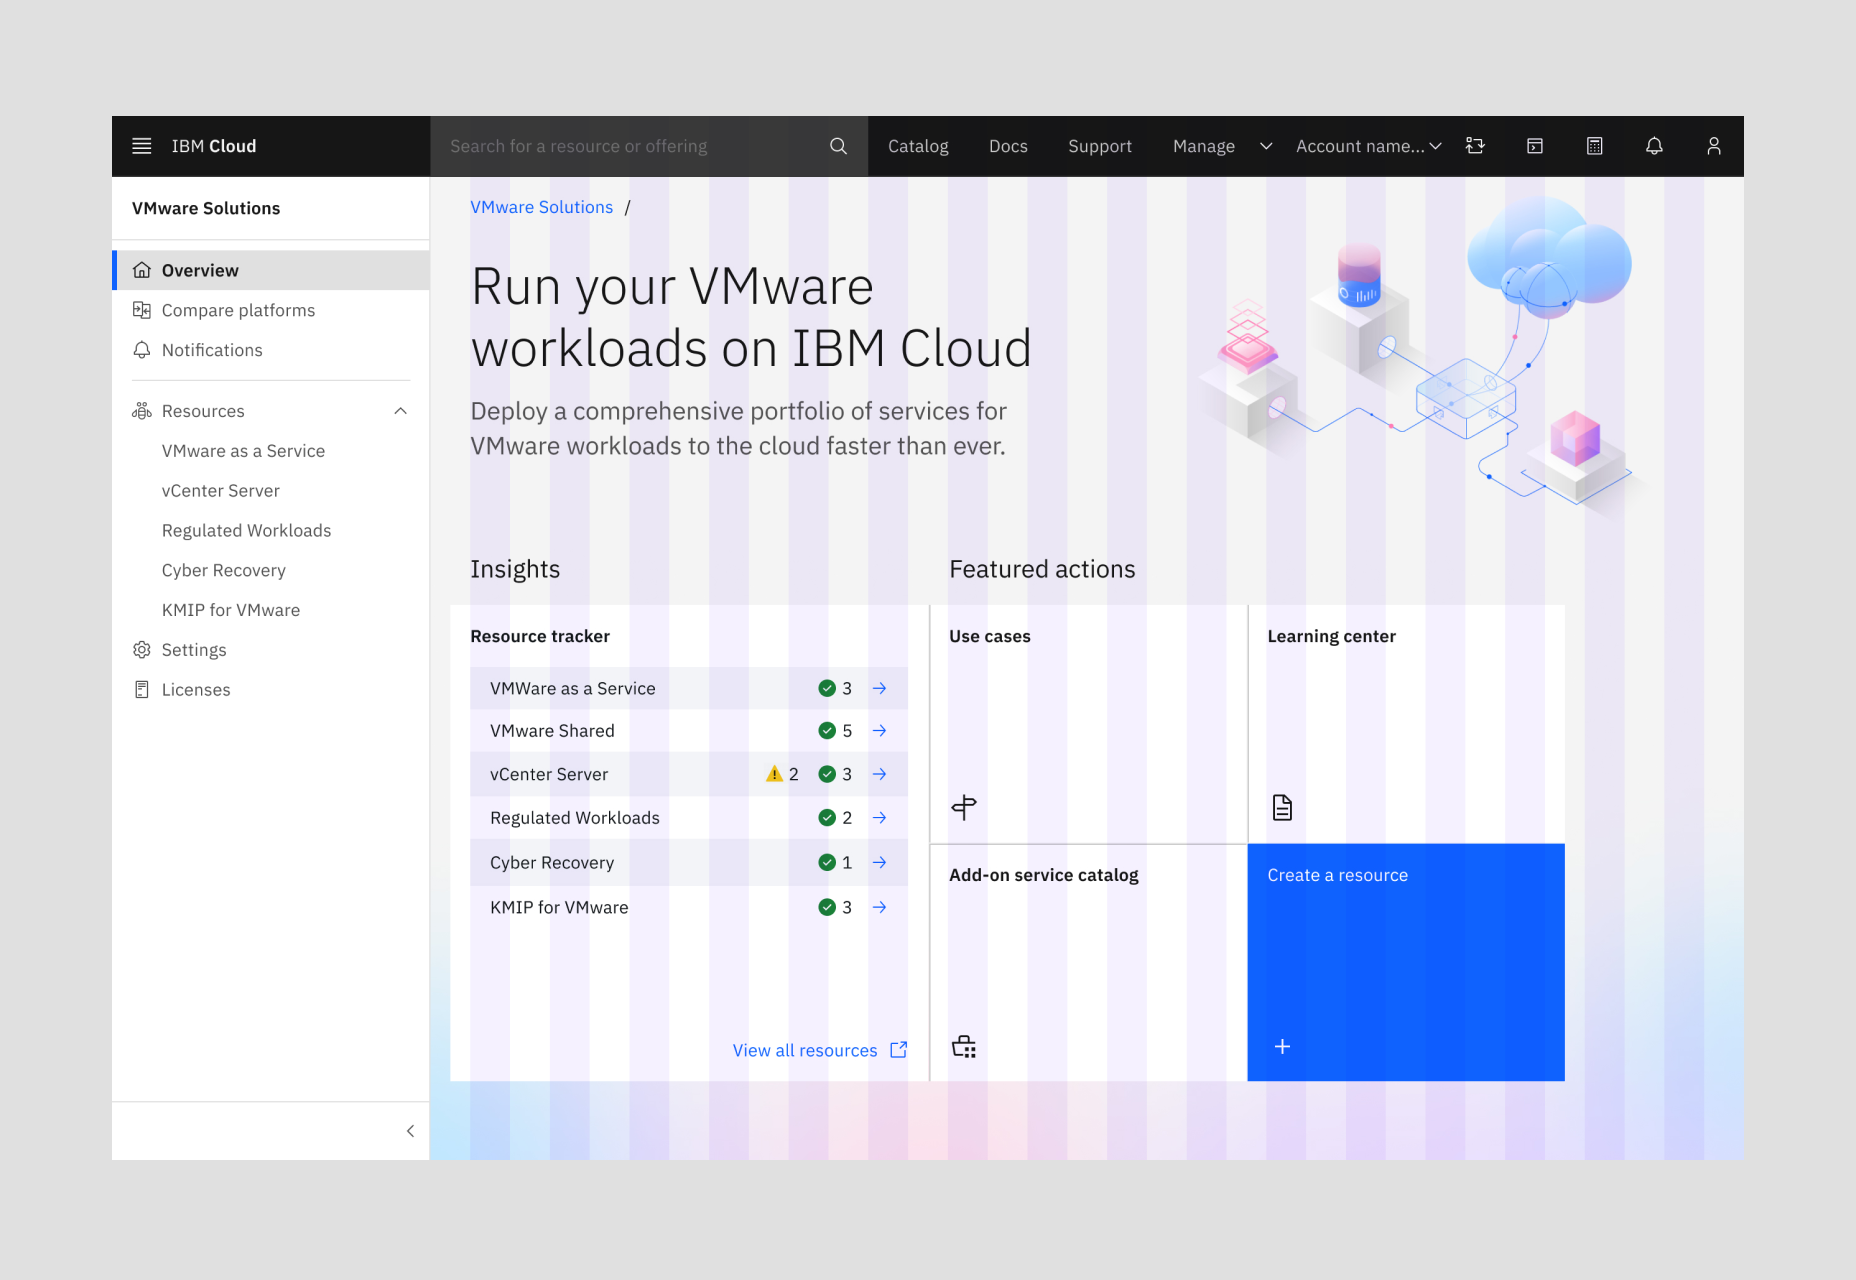 IBM Cloud
Search for a resource or offering
Catalog
Docs
Support
Manage
Account name...
VMware Solutions
Overview
Compare platforms
Notifications
Resources
VMware as a Service
vCenter Server
Regulated Workloads
Cyber Recovery
KMIP for VMware
Settings
Licenses
VMware Solutions /
Run your VMware
workloads on IBM Cloud
Deploy a comprehensive portfolio of services for
VMware workloads to the cloud faster than ever.
Insights
Resource tracker
VMWare as a Service 3
VMware Shared 5
vCenter Server 2 3
Regulated Workloads 2
Cyber Recovery 1
KMIP for VMware 3
View all resources
Featured actions
Use cases
Learning center
Add-on service catalog
Create a resource